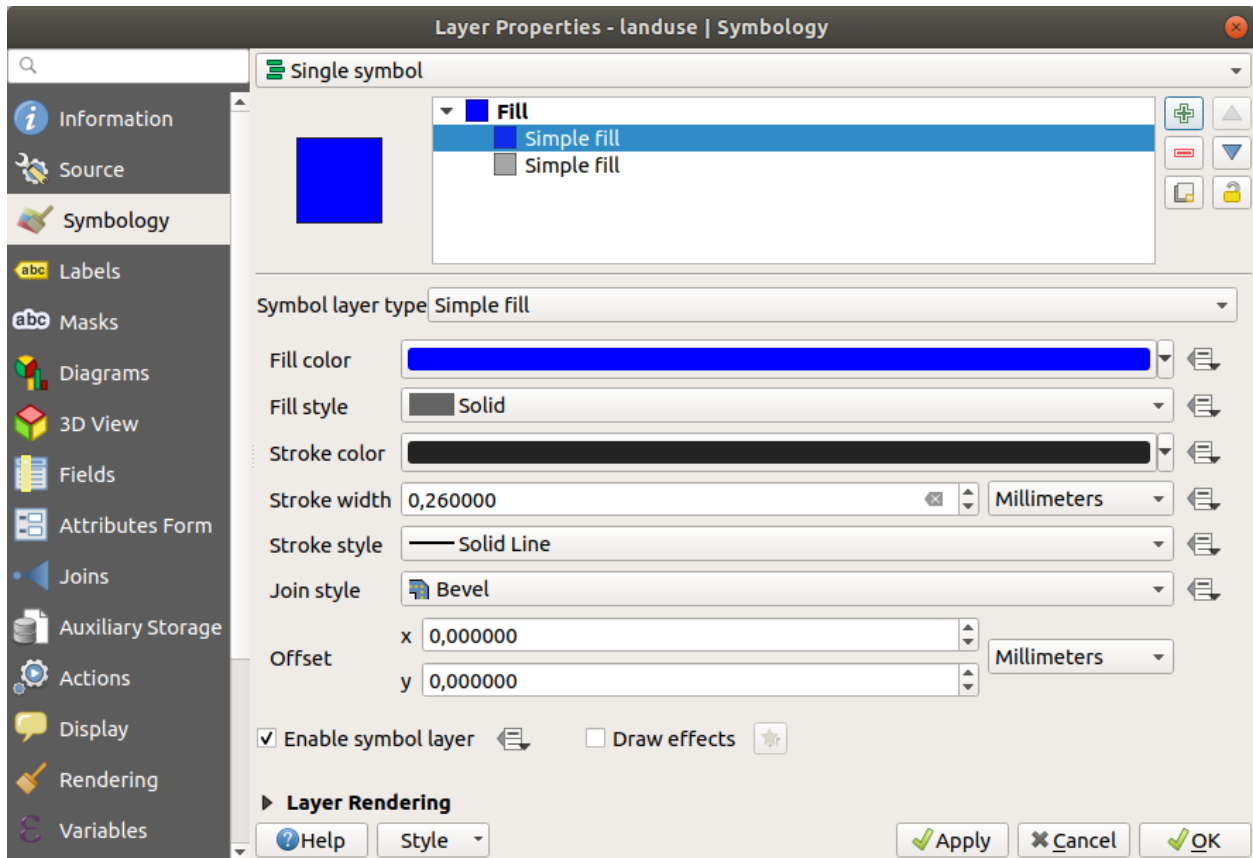 Layer Properties - landuse | Symbology
Single symbol
Information
Source
Symbology
Labels
Masks
Diagrams
3D View
Fields
Attributes Form
Joins
Auxiliary Storage
Actions
Display
Rendering
Variables
Fill
Simple fill
Simple fill
Symbol layer type Simple fill
Fill color
Fill style Solid
Stroke color
Stroke width 0,260000 Millimeters
Stroke style Solid Line
Join style Bevel
Offset
x 0,000000
y 0,000000
Millimeters
Enable symbol layer Draw effects
Layer Rendering
Help Style Apply Cancel OK